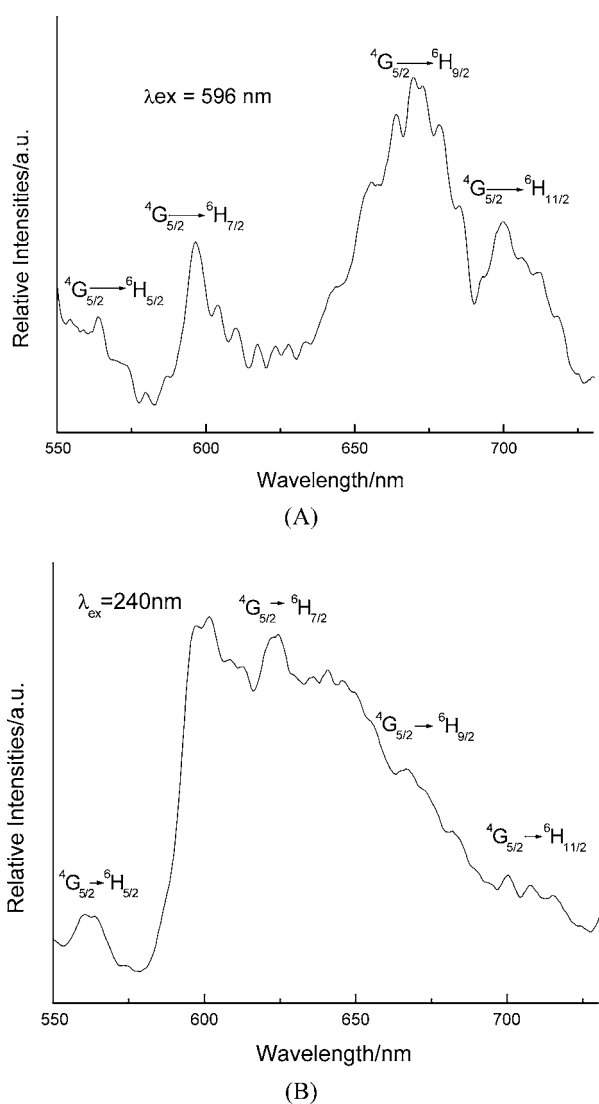 ⁴G₅/₂ → ⁶H₉/₂
λex = 596 nm
⁴G₅/₂ → ⁶H₁₁/₂
⁴G₅/₂ → ⁶H₇/₂
⁴G₅/₂ → ⁶H₅/₂
Relative Intensities/a.u.
550 600 650 700
Wavelength/nm
(A)
λₑₓ=240nm
⁴G₅/₂ → ⁶H₇/₂
⁴G₅/₂ → ⁶H₉/₂
⁴G₅/₂ → ⁶H₁₁/₂
⁴G₅/₂ → ⁶H₅/₂
Relative Intensities/a.u.
550 600 650 700
Wavelength/nm
(B)